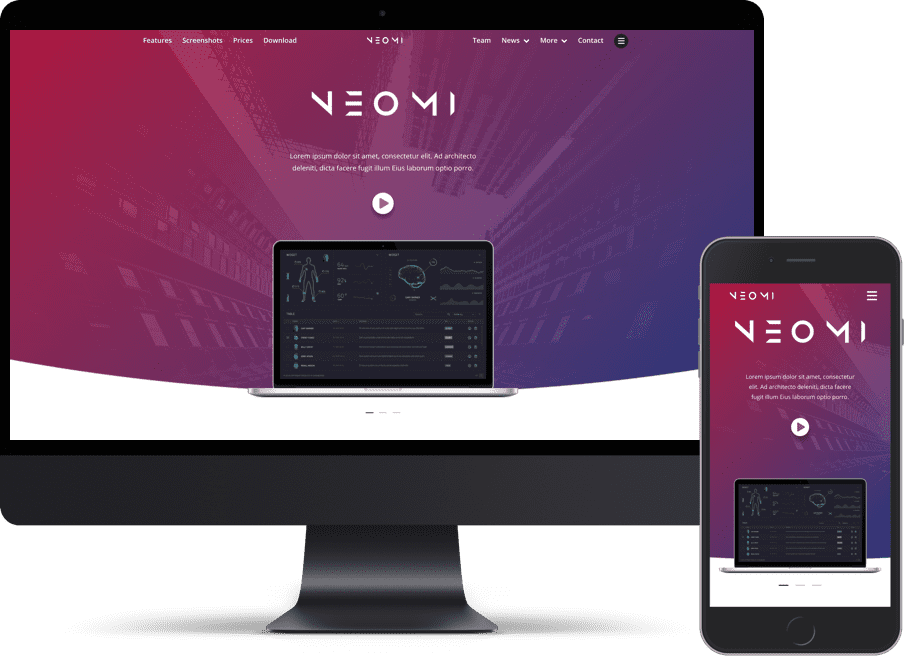 Features Screenshots Prices Download NEOMI Team News More Contact
NEOMI
Lorem ipsum dolor sit amet, consectetur elit. Ad architecto
deleniti, dicta facere fugit illum Eius laborum optio porro.
NEOMI
NEOMI
Lorem ipsum dolor sit amet, consectetur
elit. Ad architecto deleniti, dicta facere
fugit illum Eius laborum optio porro.